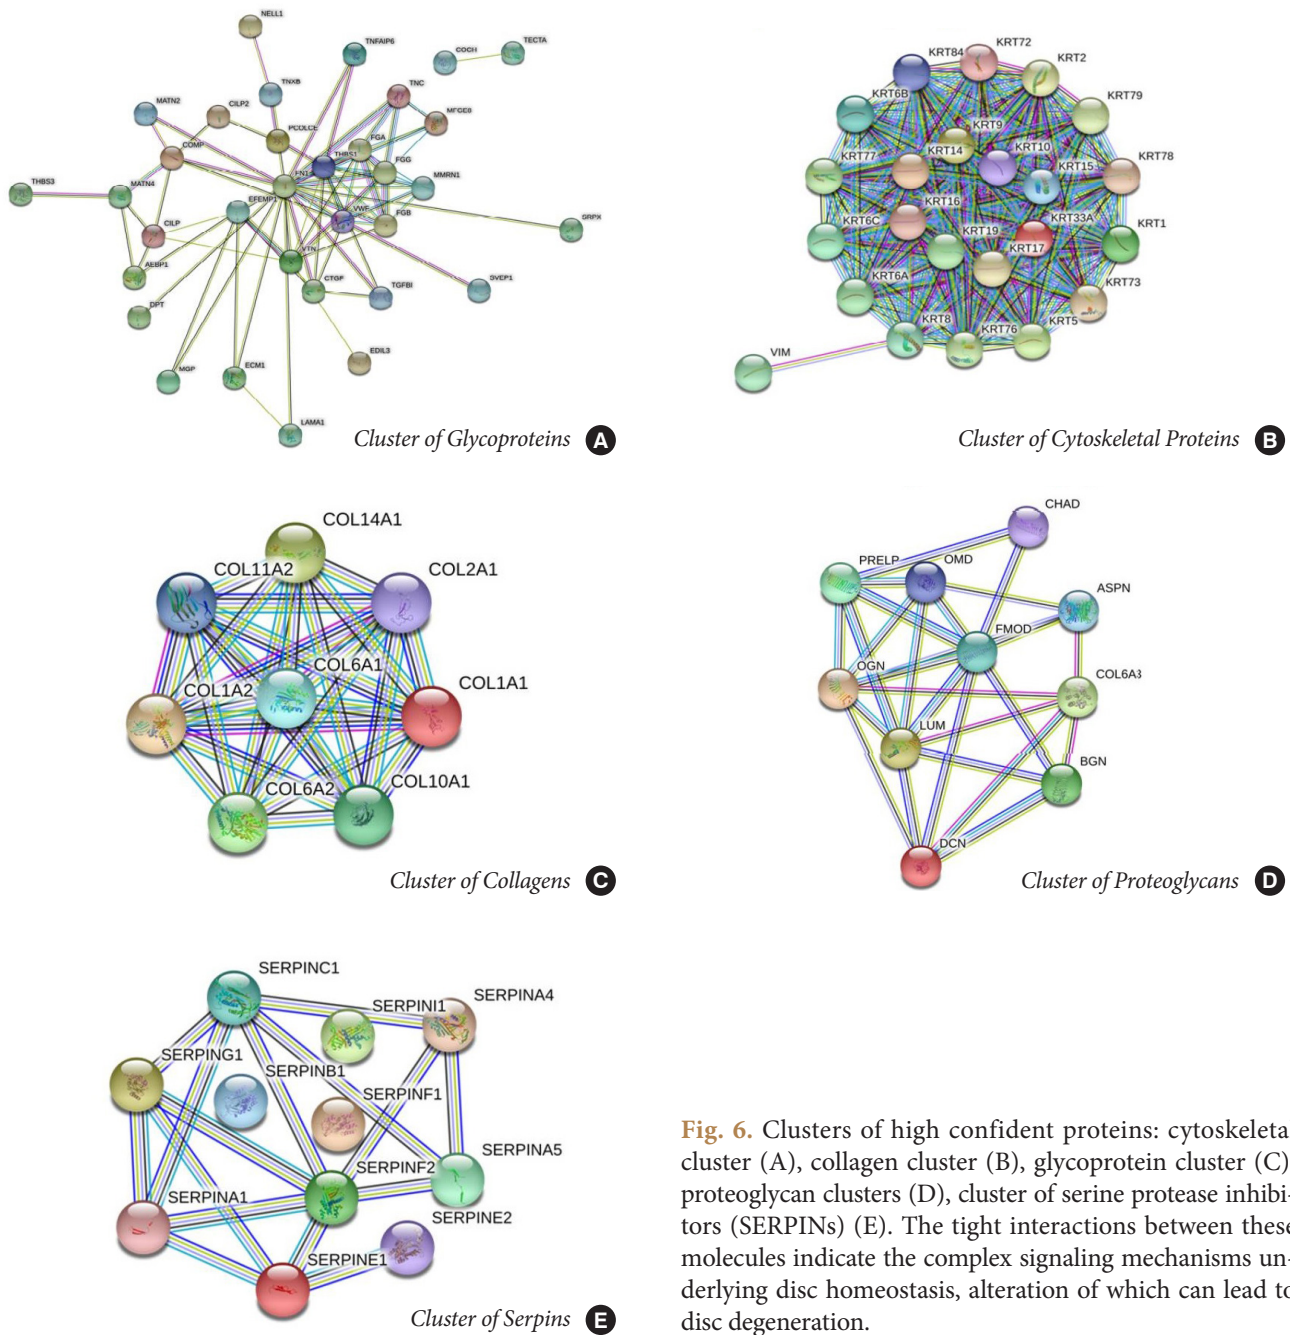 NELL1
TNFAIP6
COCH
TECTA
TNXB
TNC
MATN2
CILP2
MFGE8
PCOLCE
FGA
COMP
THBS1
FGG
FN1
MMRN1
THBS3
MATN4
EFEMP1
VWF
FGB
SRPX
CILP
VTN
AEBP1
CTGF
TGFBI
SVEP1
DPT
EDIL3
MGP
ECM1
LAMA1
Cluster of Glycoproteins A
KRT72
KRT84
KRT2
KRT6B
KRT79
KRT9
KRT14
KRT10
KRT77
KRT78
KRT15
KRT16
KRT6C
KRT33A
KRT1
KRT19
KRT17
KRT6A
KRT73
KRT8
KRT5
KRT76
VIM
Cluster of Cytoskeletal Proteins B
COL14A1
COL11A2
COL2A1
COL6A1
COL1A2
COL1A1
COL6A2
COL10A1
Cluster of Collagens C
CHAD
PRELP
OMD
ASPN
FMOD
OGN
COL6A3
LUM
BGN
DCN
Cluster of Proteoglycans D
SERPINC1
SERPINA4
SERPINI1
SERPING1
SERPINB1
SERPINF1
SERPINA5
SERPINF2
SERPINA1
SERPINE2
SERPINE1
Cluster of Serpins E
Fig. 6. Clusters of high confident proteins: cytoskeleta
cluster (A), collagen cluster (B), glycoprotein cluster (C)
proteoglycan clusters (D), cluster of serine protease inhibi-
tors (SERPINs) (E). The tight interactions between these
molecules indicate the complex signaling mechanisms un-
derlying disc homeostasis, alteration of which can lead to
disc degeneration.